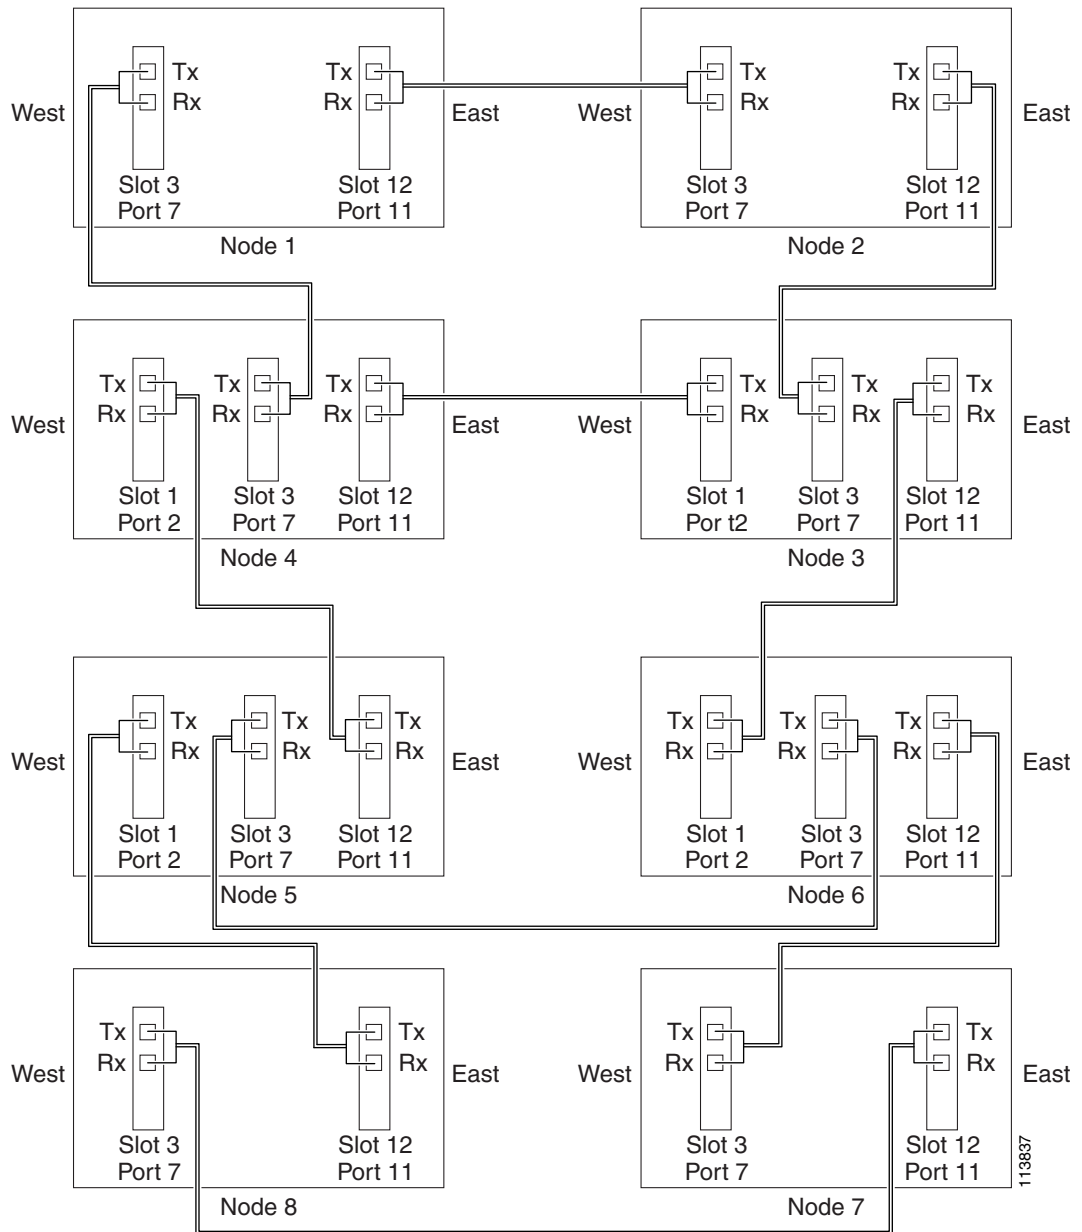 Tx Tx Tx Tx
Rx Rx Rx Rx
West East West East
Slot 3 Slot 12 Slot 3 Slot 12
Port 7 Port 11 Port 7 Port 11
Node 1 Node 2
Tx Tx Tx Tx Tx Tx
Rx Rx Rx Rx Rx Rx
West East West East
Slot 1 Slot 3 Slot 12 Slot 1 Slot 3 Slot 12
Port 2 Port 7 Port 11 Por t2 Port 7 Port 11
Node 4 Node 3
Tx Tx Tx Tx Tx Tx
Rx Rx Rx Rx Rx Rx
West East West East
Slot 1 Slot 3 Slot 12 Slot 1 Slot 3 Slot 12
Port 2 Port 7 Port 11 Port 2 Port 7 Port 11
Node 5 Node 6
Tx Tx Tx Tx
Rx Rx Rx Rx
West East West East
Slot 3 Slot 12 Slot 3 Slot 12
Port 7 Port 11 Port 7 Port 11
Node 8 Node 7
113837